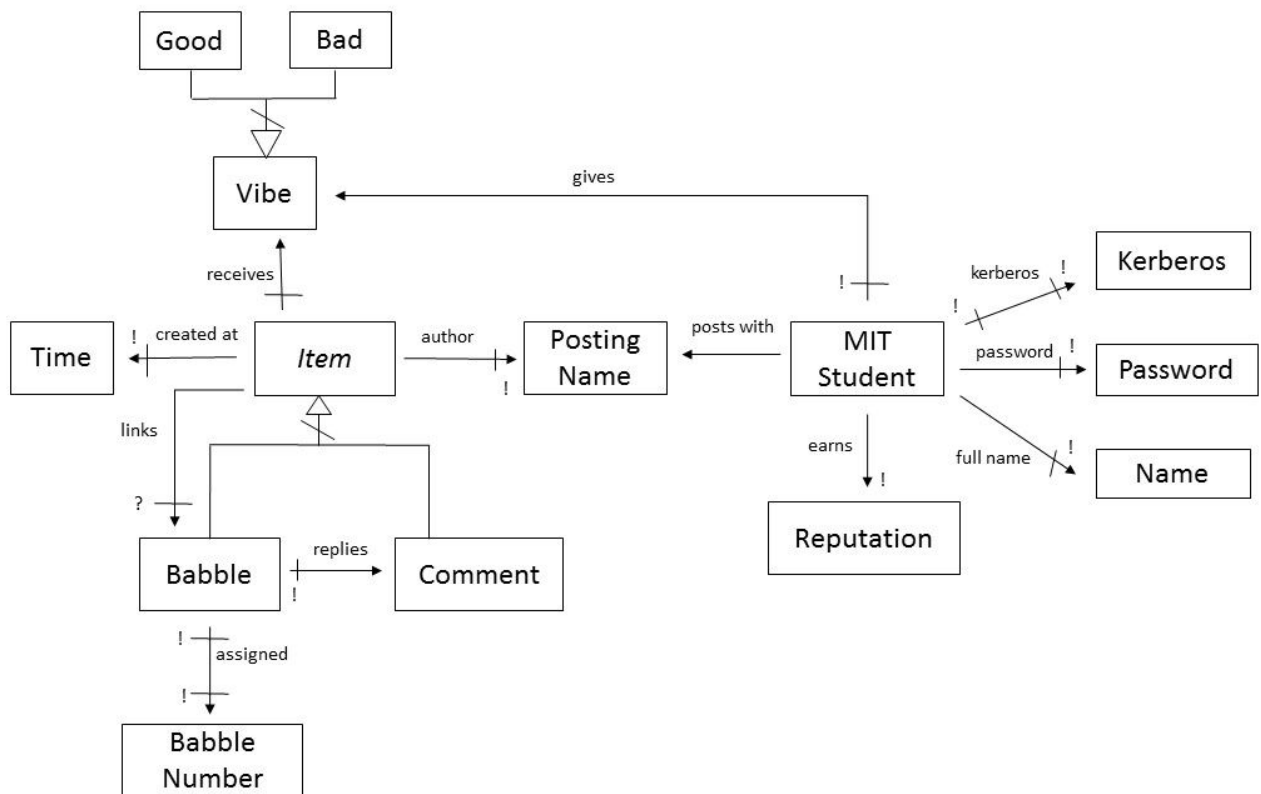 Good
Bad
Vibe
gives
receives
!
kerberos
!
Kerberos
!
!
created at
Time
Item
author
!
Posting
Name
posts with
MIT
Student
password
!
Password
links
earns
!
full name
!
Name
?
Reputation
Babble
replies
!
Comment
!
assigned
!
Babble
Number